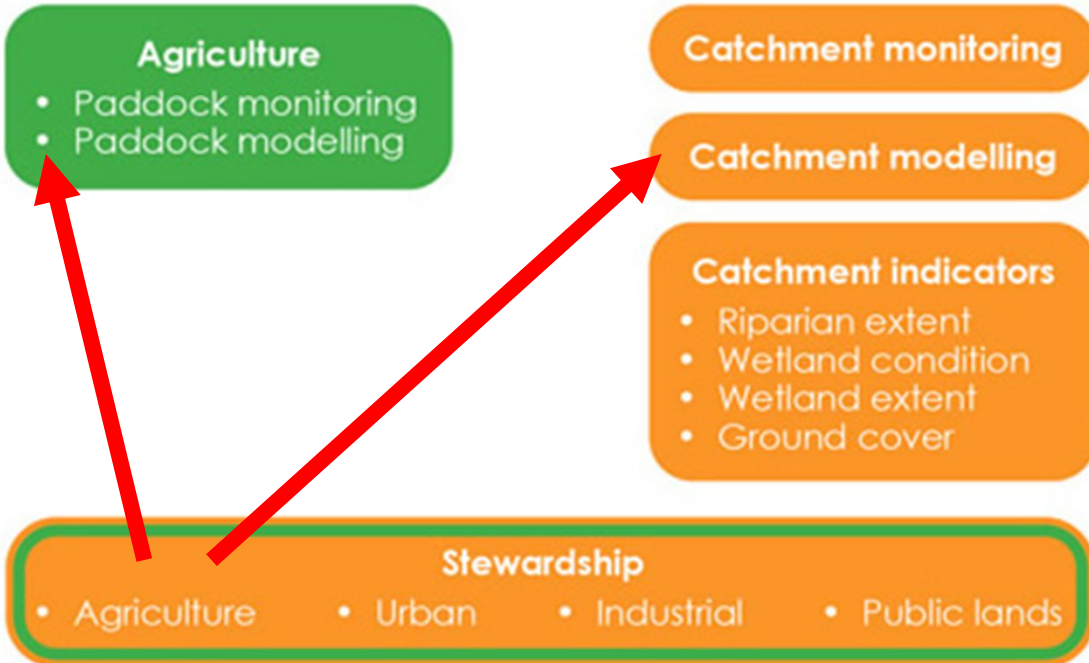 Agriculture
• Paddock monitoring
• Paddock modelling
Catchment monitoring
Catchment modelling
Catchment indicators
• Riparian extent
• Wetland condition
• Wetland extent
• Ground cover
Stewardship
• Agriculture • Urban • Industrial • Public lands